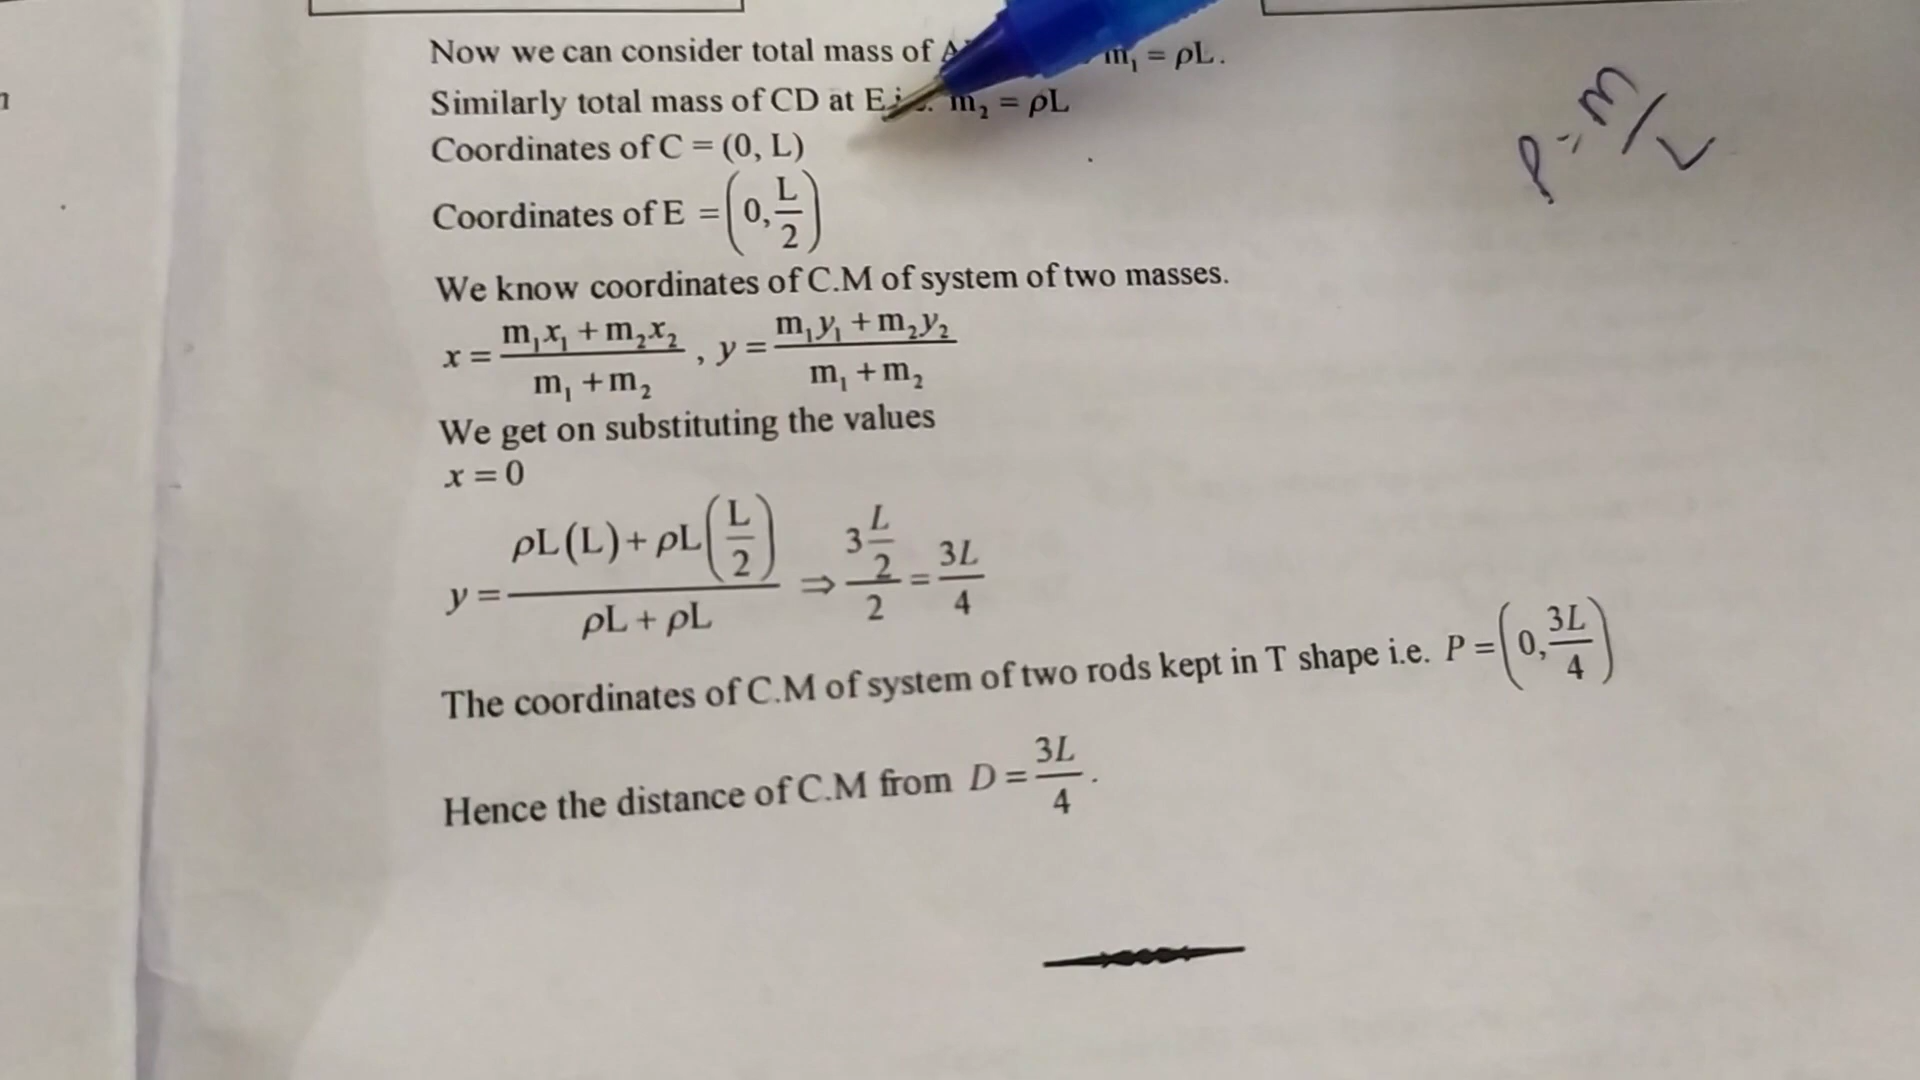 Now we can consider total mass of m₁ = ρL.
Similarly total mass of CD at E m₂ = ρL
Coordinates of C = (0, L)
Coordinates of E = (0, L/2)
We know coordinates of C.M of system of two masses.
x = (m₁x₁ + m₂x₂)/(m₁ + m₂), y = (m₁y₁ + m₂y₂)/(m₁ + m₂)
We get on substituting the values
x = 0
y = (ρL(L) + ρL(L/2))/(ρL + ρL) ⇒ (3 L/2)/2 = 3L/4
The coordinates of C.M of system of two rods kept in T shape i.e. P = (0, 3L/4)
Hence the distance of C.M from D = 3L/4.
ρ = m/L